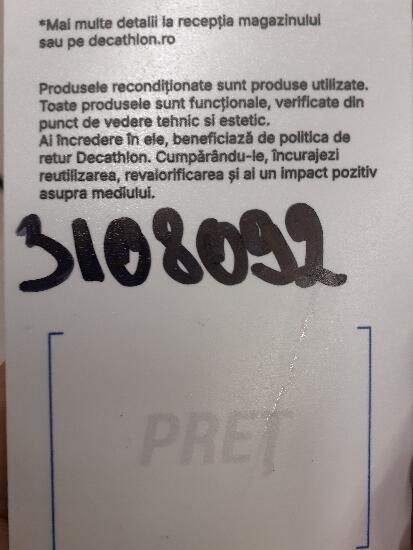 *Mai multe detalii la recepția magazinului
sau pe decathlon.ro
Produsele recondiționate sunt produse utilizate.
Toate produsele sunt funcționale, verificate din
punct de vedere tehnic si estetic.
Ai încredere în ele, beneficiază de politica de
retur Decathlon. Cumpărându-le, încurajezi
reutilizarea, revalorificarea și ai un impact pozitiv
asupra mediului.
3108092
PREȚ